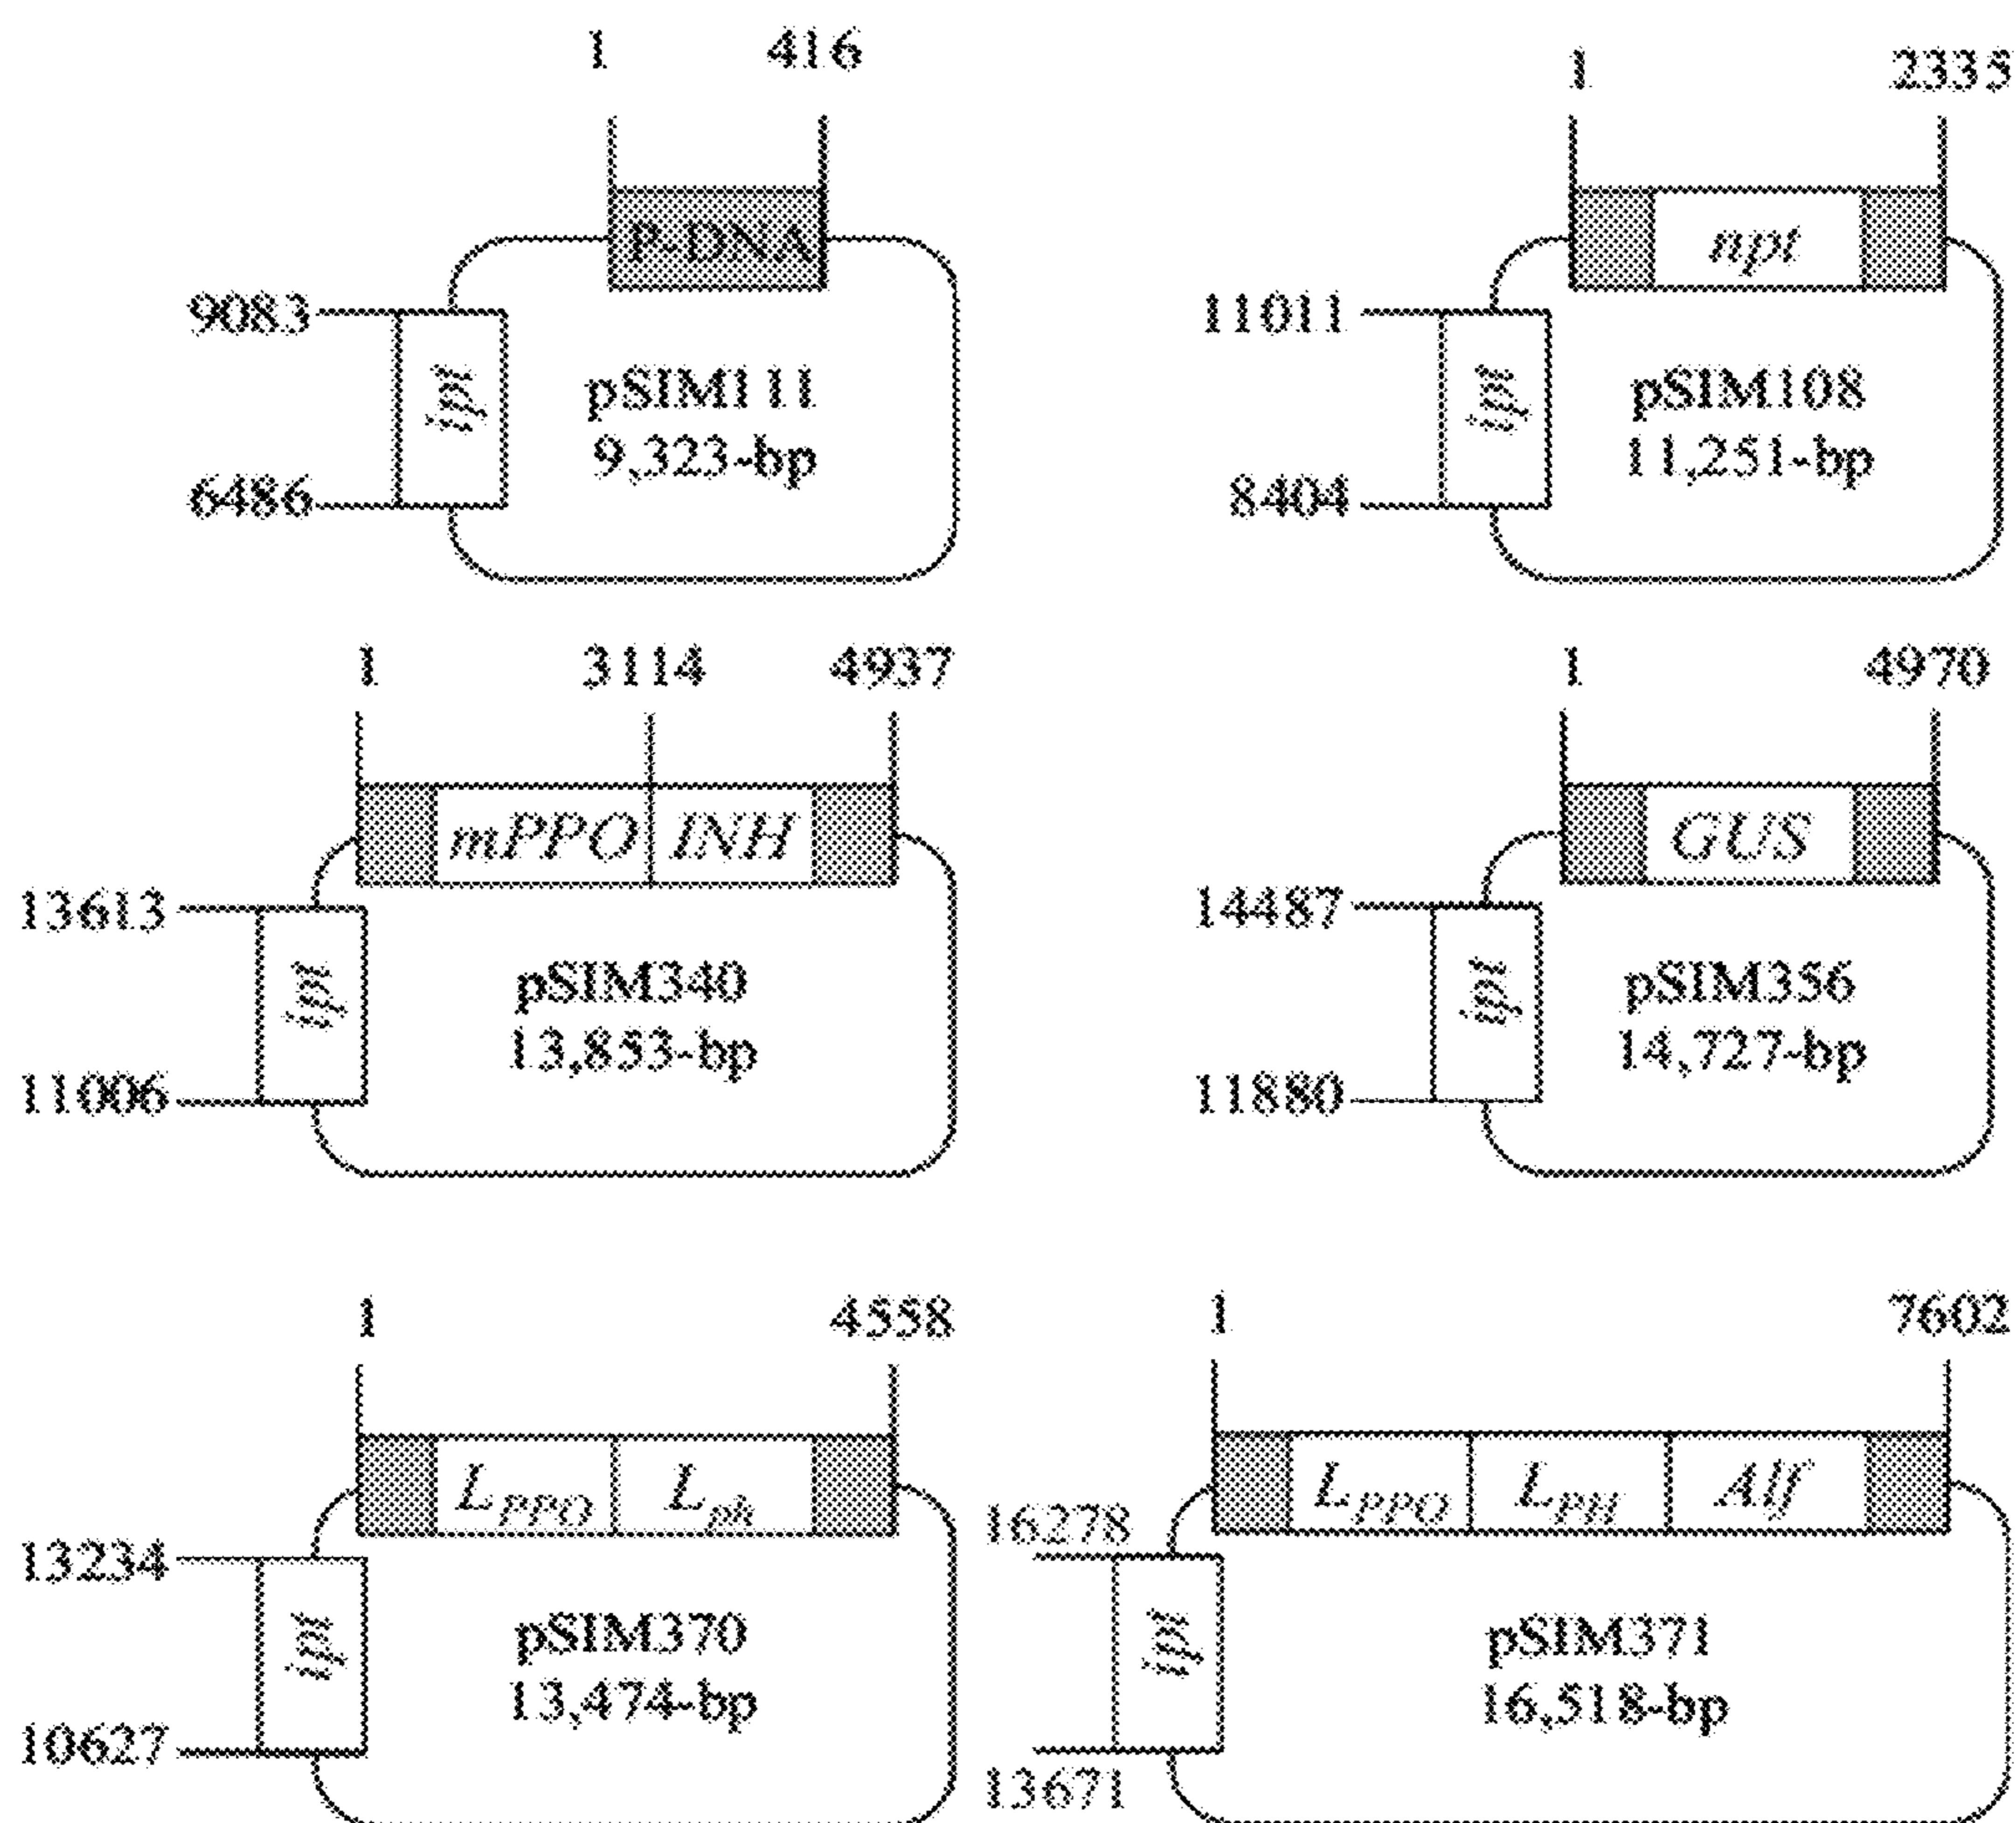 1 416
P-DNA
9083
ipt
6486
pSIM111
9,323-bp
1 2335
npt
11011
ipt
8404
pSIM108
11,251-bp
1 3114 4937
mPPO INH
13613
ipt
11006
pSIM340
13,853-bp
1 4970
GUS
14487
ipt
11880
pSIM356
14,727-bp
1 4558
LPPO Lph
13234
ipt
10627
pSIM370
13,474-bp
1 7602
LPPO LPH Alf
16278
ipt
13671
pSIM371
16,518-bp